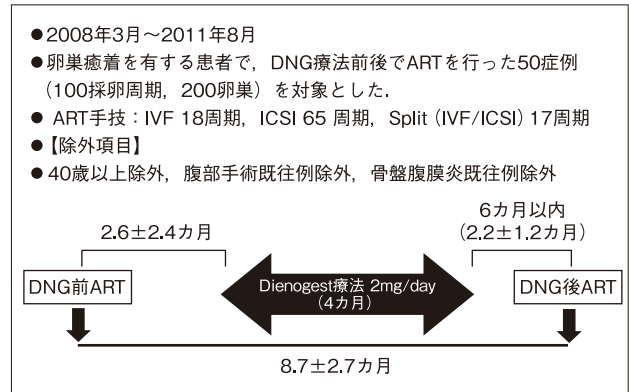 ●2008年3月〜2011年8月
●卵巣癒着を有する患者で，DNG療法前後でARTを行った50症例
（100採卵周期，200卵巣）を対象とした．
● ART手技：IVF 18周期，ICSI 65 周期，Split（IVF/ICSI）17周期
●【除外項目】
●40歳以上除外，腹部手術既往例除外，骨盤腹膜炎既往例除外
2.6±2.4カ月
6カ月以内
（2.2±1.2カ月）
DNG前ART
Dienogest療法 2mg/day
（4カ月）
DNG後ART
8.7±2.7カ月